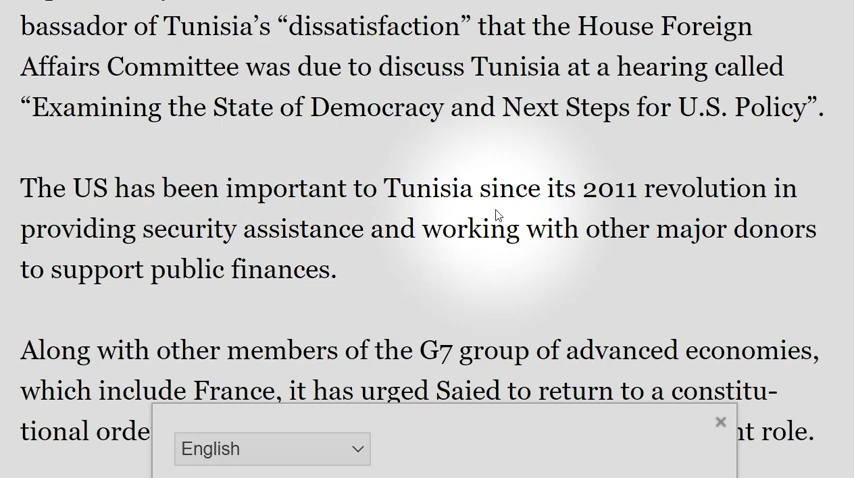 bassador of Tunisia’s “dissatisfaction” that the House Foreign
Affairs Committee was due to discuss Tunisia at a hearing called
“Examining the State of Democracy and Next Steps for U.S. Policy”.
The US has been important to Tunisia since its 2011 revolution in
providing security assistance and working with other major donors
to support public finances.
Along with other members of the G7 group of advanced economies,
which include France, it has urged Saied to return to a constitu-
tional orde nt role.
English